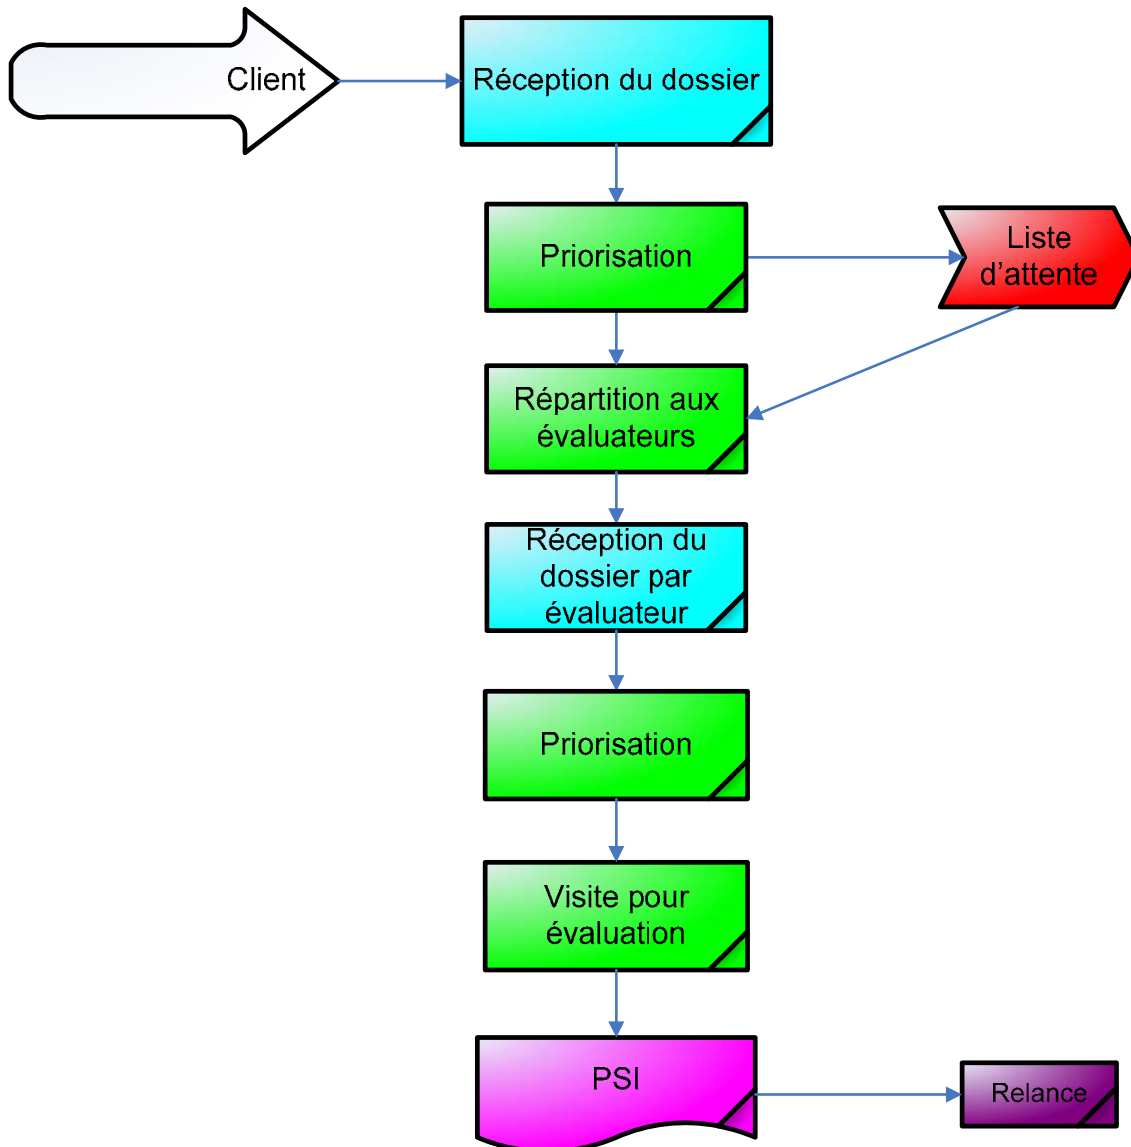 Client
Réception du dossier
Priorisation
Liste
d'attente
Répartition aux
évaluateurs
Réception du
dossier par
évaluateur
Priorisation
Visite pour
évaluation
PSI
Relance